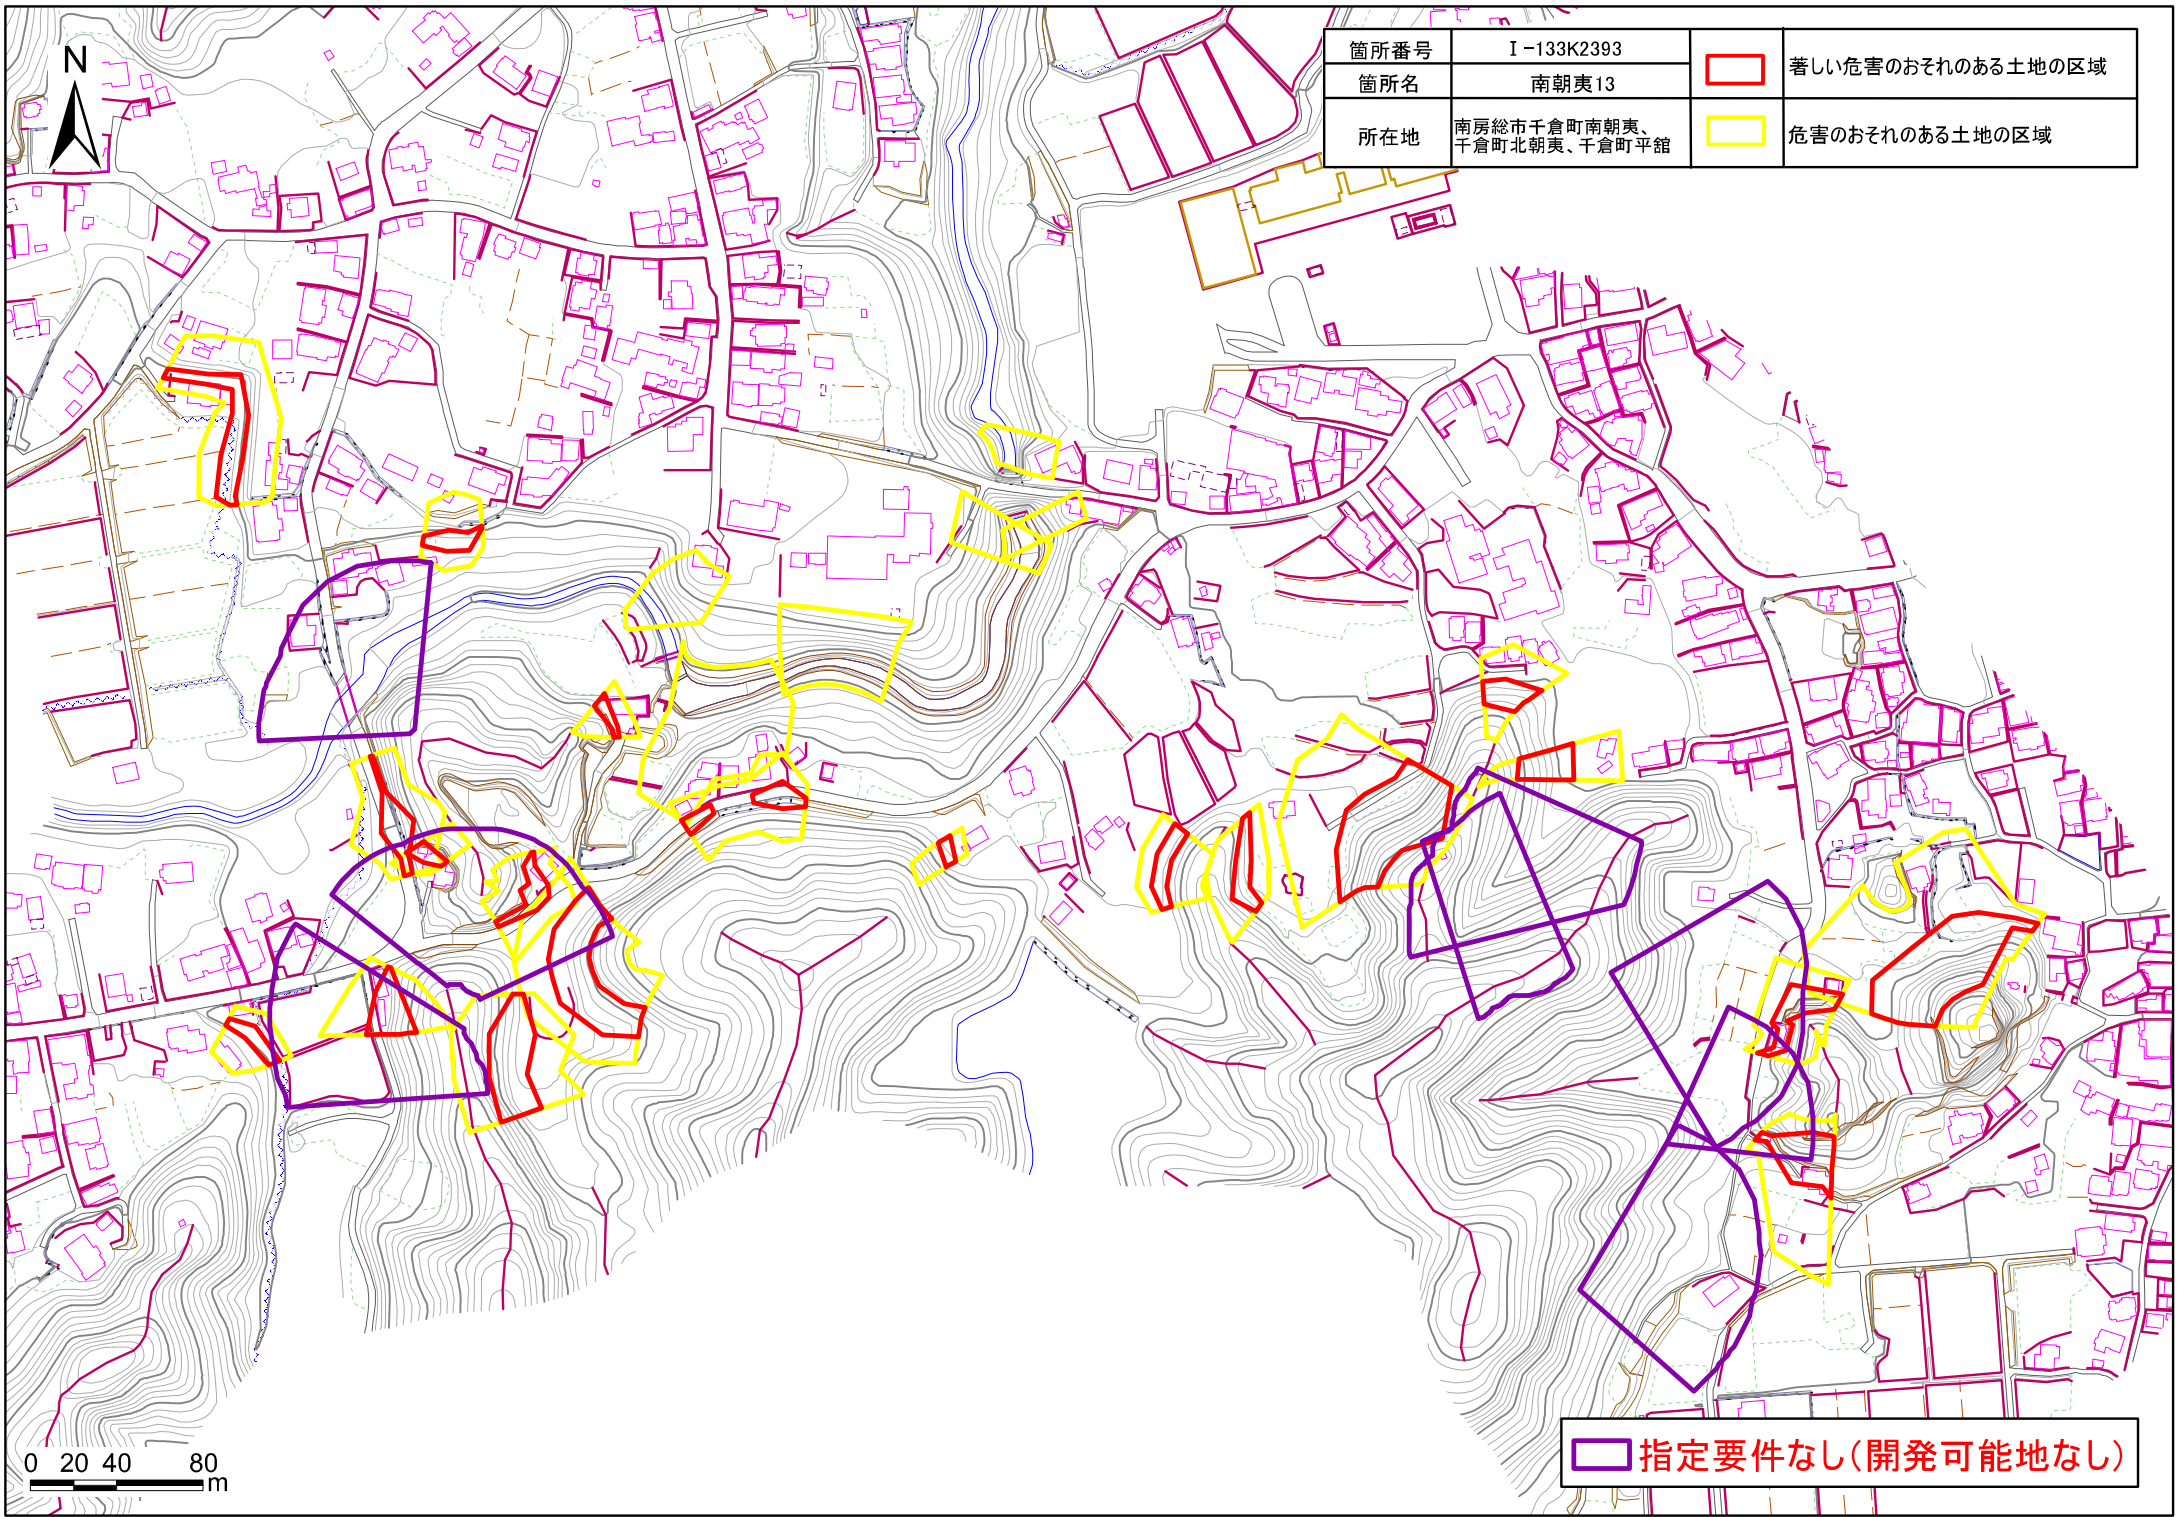 N
箇所番号
Ⅰ-133K2393
著しい危害のおそれのある土地の区域
箇所名
南朝夷13
所在地
南房総市千倉町南朝夷、
千倉町北朝夷、千倉町平舘
危害のおそれのある土地の区域
0 20 40 80
m
指定要件なし(開発可能地なし)